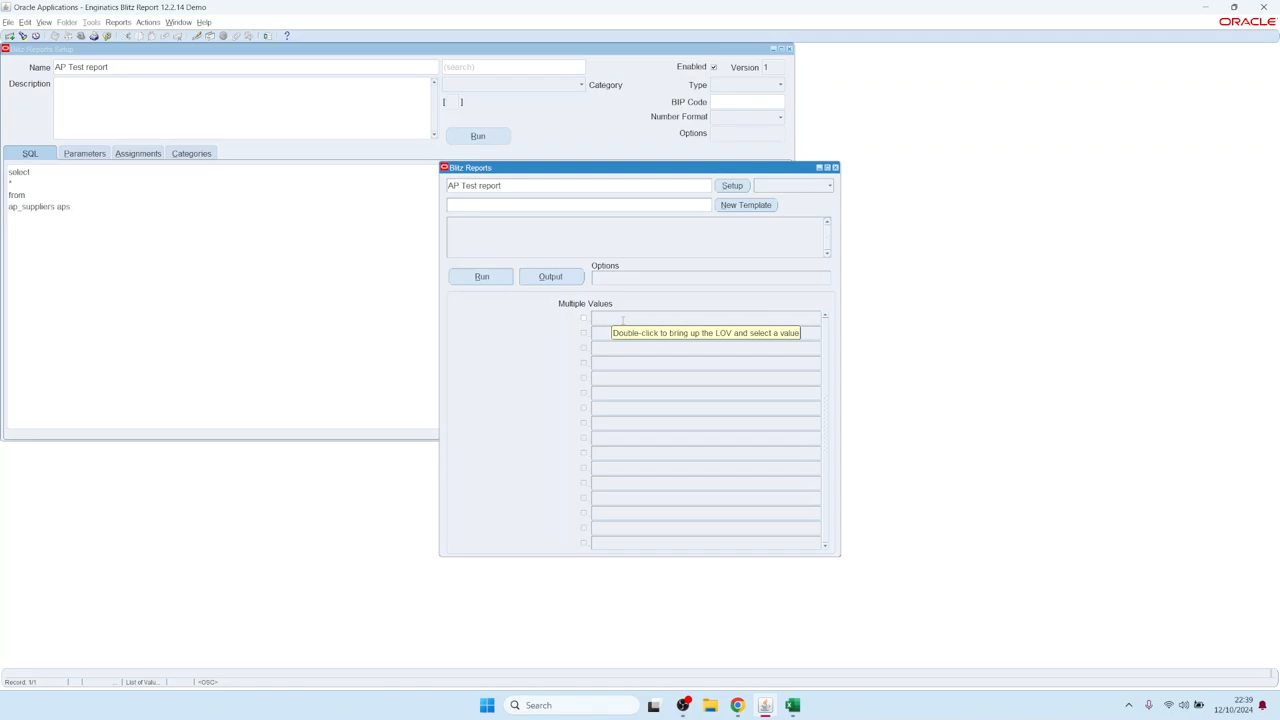 Oracle Applications - Enginatics Blitz Report 12.2.14 Demo
File Edit View Folder Tools Reports Actions Window Help
ORACLE
Blitz Reports Setup
Name AP Test report (search) Enabled Version 1
Description Category Type
[ ] BIP Code
Number Format
Run Options
SQL Parameters Assignments Categories
select
*
from
ap_suppliers aps
Blitz Reports
AP Test report Setup
New Template
Options
Run Output
Multiple Values
Double-click to bring up the LOV and select a value
Record: 1/1 ... List of Valu... <OSC>
Search
22:39
12/10/2024